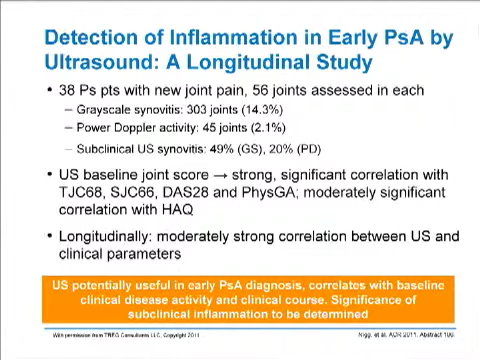 Detection of Inflammation in Early PsA by
Ultrasound: A Longitudinal Study
• 38 Ps pts with new joint pain, 56 joints assessed in each
– Grayscale synovitis: 303 joints (14.3%)
– Power Doppler activity: 45 joints (2.1%)
– Subclinical US synovitis: 49% (GS), 20% (PD)
• US baseline joint score → strong, significant correlation with
TJC68, SJC66, DAS28 and PhysGA; moderately significant
correlation with HAQ
• Longitudinally: moderately strong correlation between US and
clinical parameters
US potentially useful in early PsA diagnosis, correlates with baseline
clinical disease activity and clinical course. Significance of
subclinical inflammation to be determined
With permission from TREG Consultants LLC, Copyright 2011.
Nigg, et al. ACR 2011. Abstract 106.